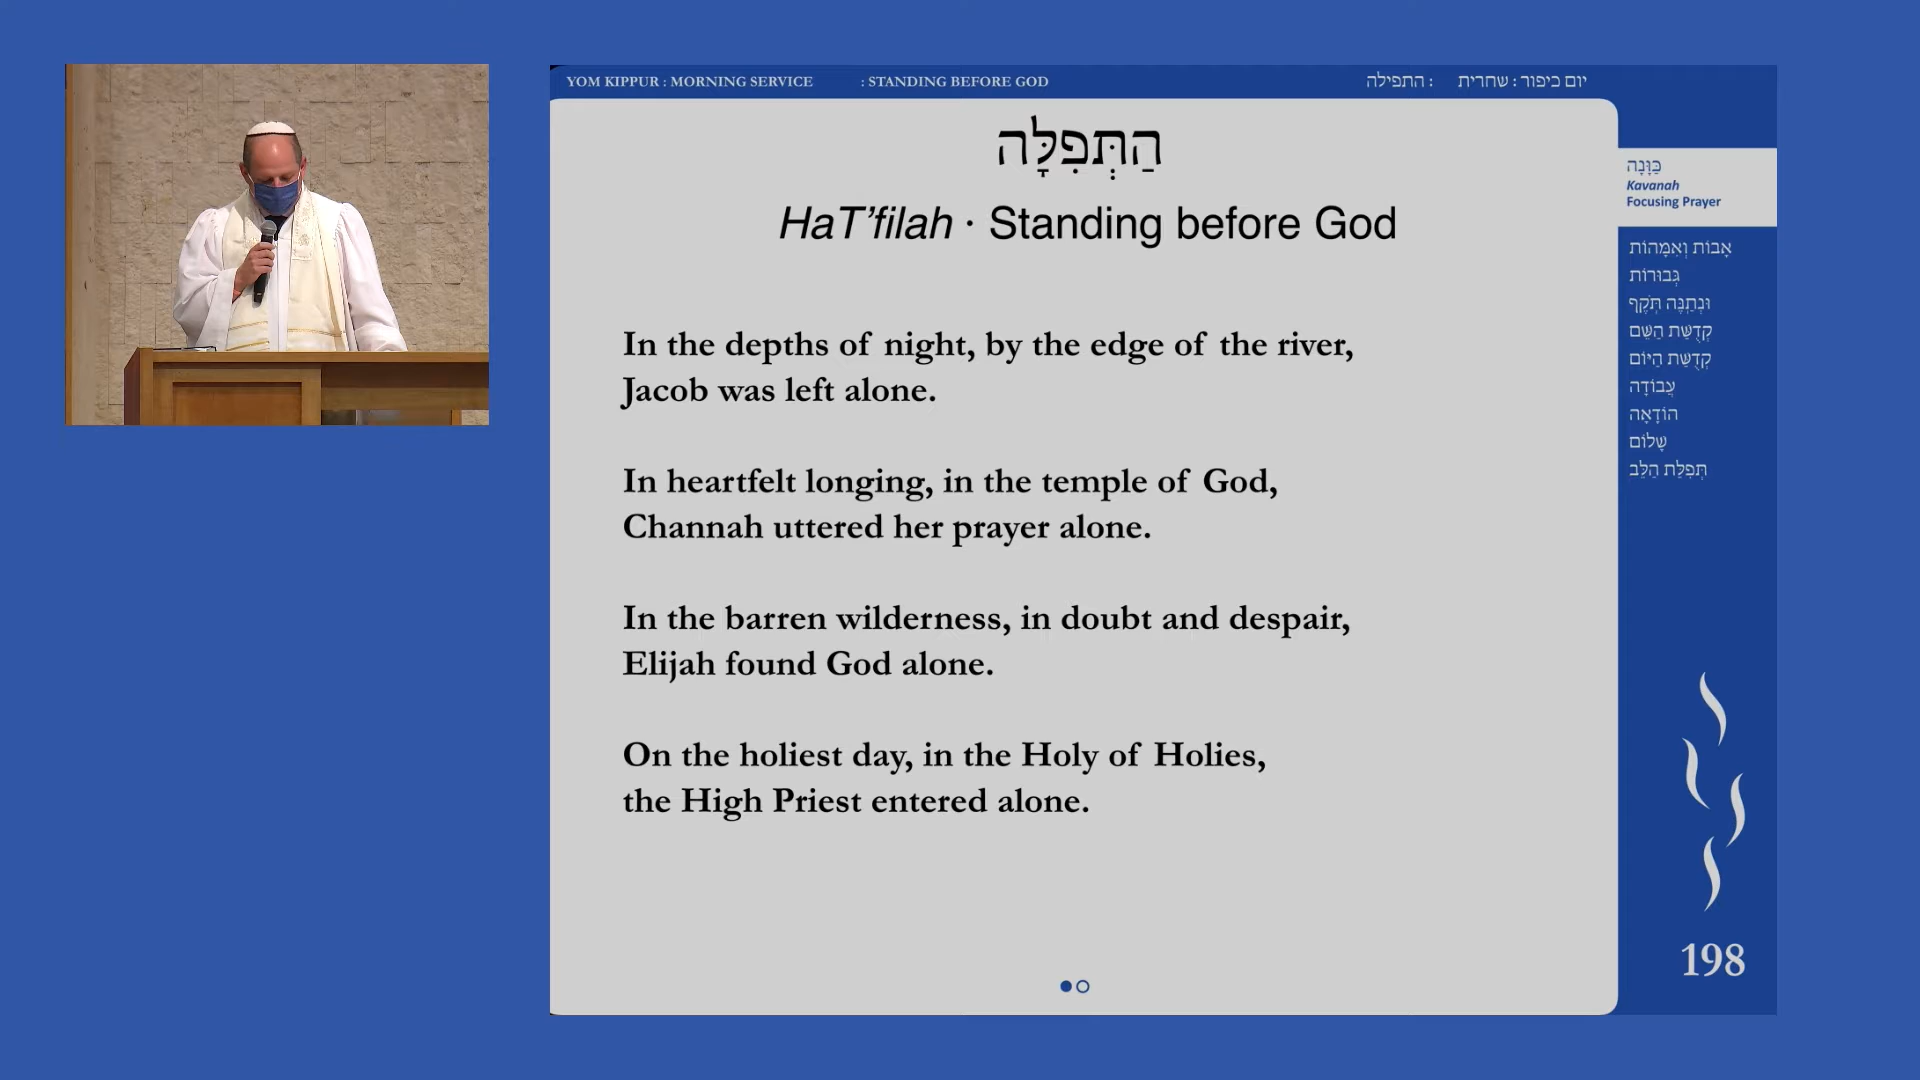 YOM KIPPUR : MORNING SERVICE : STANDING BEFORE GOD
יום כיפור : שחרית : התפילה
הַתְּפִלָּה
HaT’filah · Standing before God
In the depths of night, by the edge of the river,
Jacob was left alone.
In heartfelt longing, in the temple of God,
Channah uttered her prayer alone.
In the barren wilderness, in doubt and despair,
Elijah found God alone.
On the holiest day, in the Holy of Holies,
the High Priest entered alone.
כַּוָּנָה
Kavanah
Focusing Prayer
אָבוֹת וְאִמָּהוֹת
גְּבוּרוֹת
וּנְתַנֶּה תֹּקֶף
קְדֻשַּׁת הַשֵּׁם
קְדֻשַּׁת הַיּוֹם
עֲבוֹדָה
הוֹדָאָה
שָׁלוֹם
תְּפִלַּת הַלֵּב
198